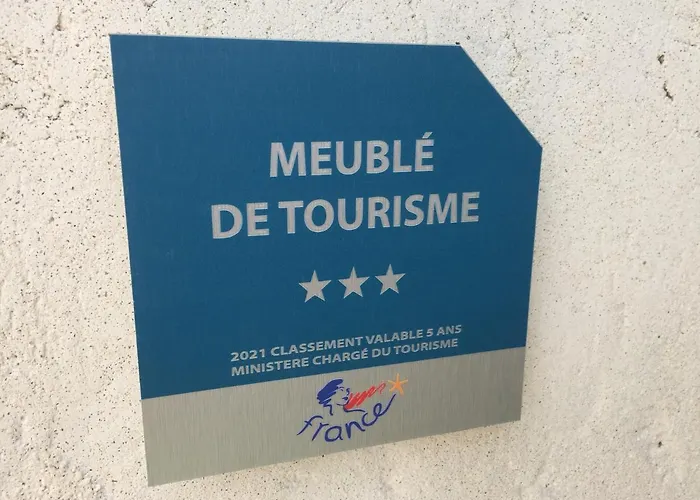 MEUBLÉ
DE TOURISME
2021 CLASSEMENT VALABLE 5 ANS
MINISTERE CHARGÉ DU TOURISME
france